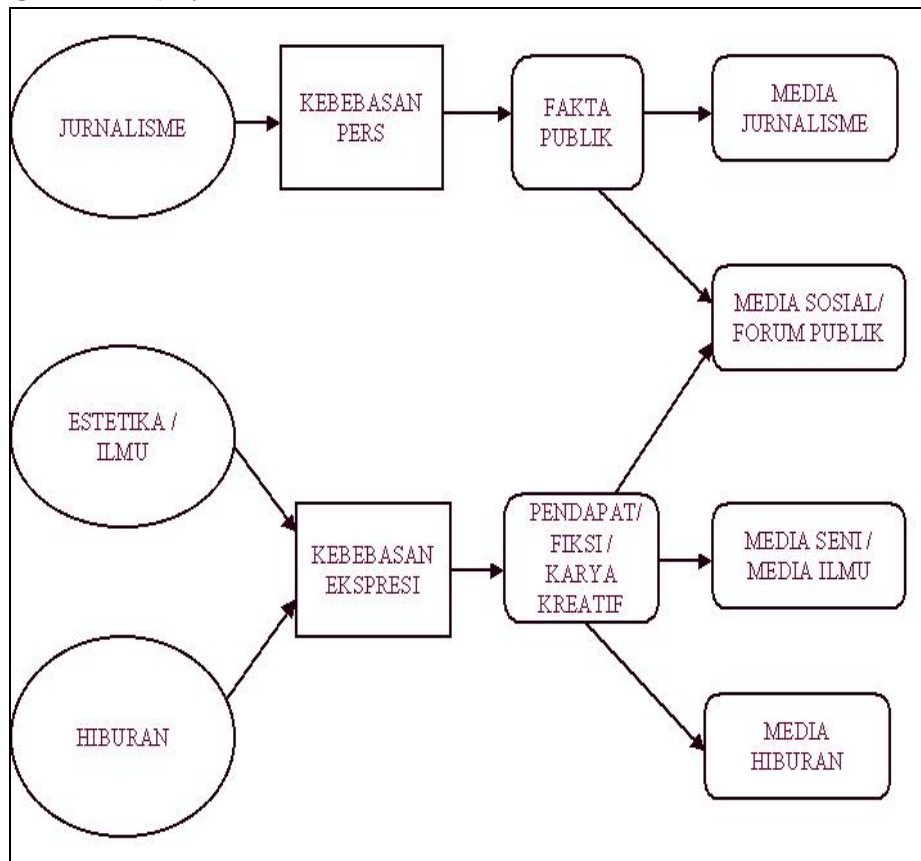 JURNALISME
KEBEBASAN
PERS
FAKTA
PUBLIK
MEDIA
JURNALISME
MEDIA SOSIAL/
FORUM PUBLIK
ESTETIKA /
ILMU
KEBEBASAN
EKSPRESI
PENDAPAT/
FIKSI /
KARYA
KREATIF
MEDIA SENI /
MEDIA ILMU
HIBURAN
MEDIA
HIBURAN